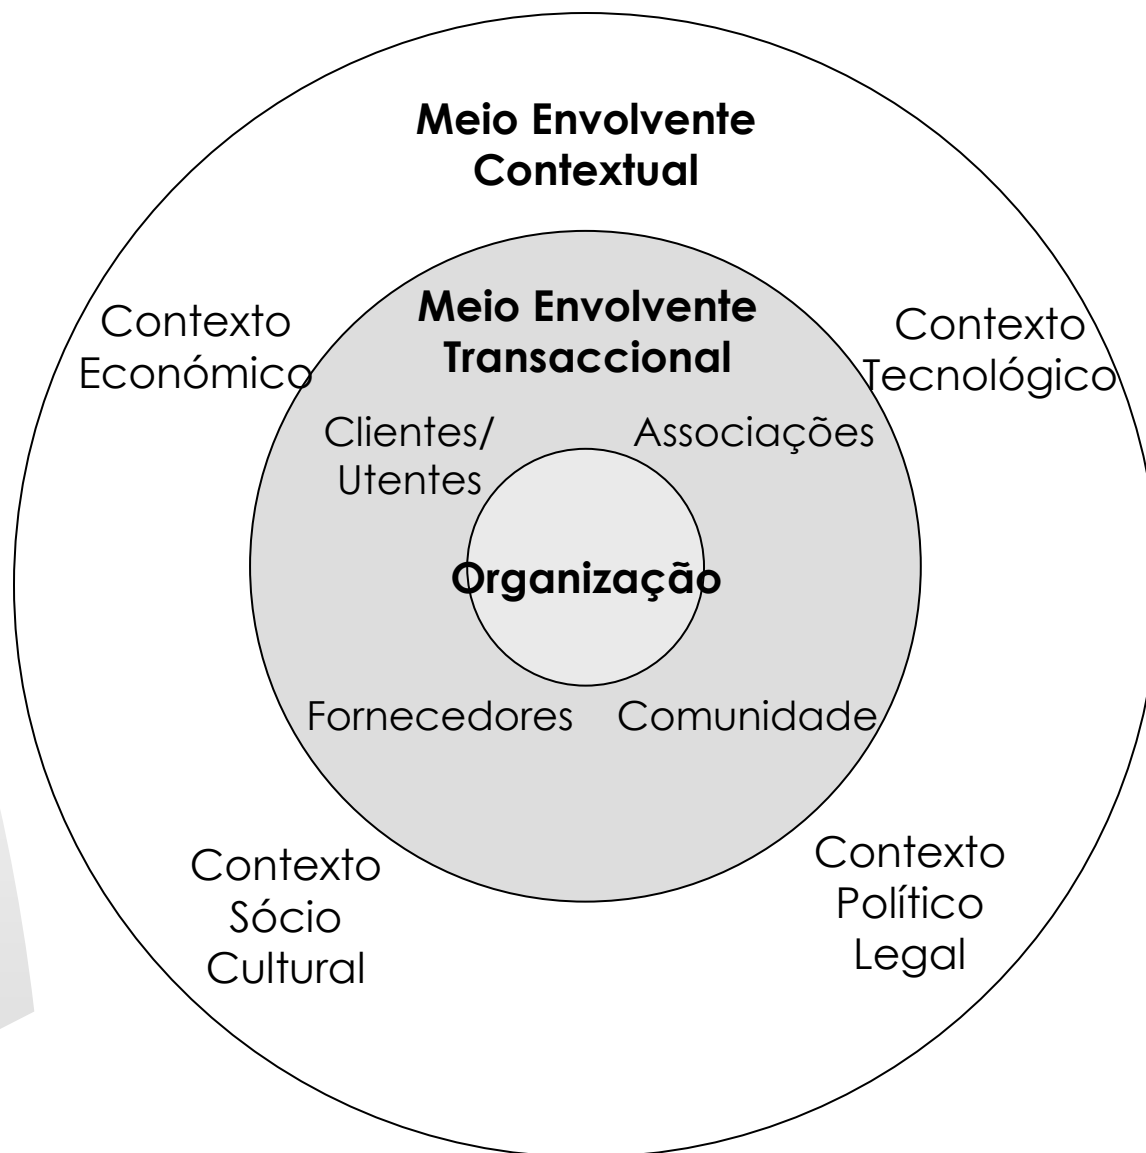 Meio Envolvente
Contextual
Contexto
Económico
Meio Envolvente
Transaccional
Contexto
Tecnológico
Clientes/
Utentes
Associações
Organização
Fornecedores
Comunidade
Contexto
Sócio
Cultural
Contexto
Político
Legal